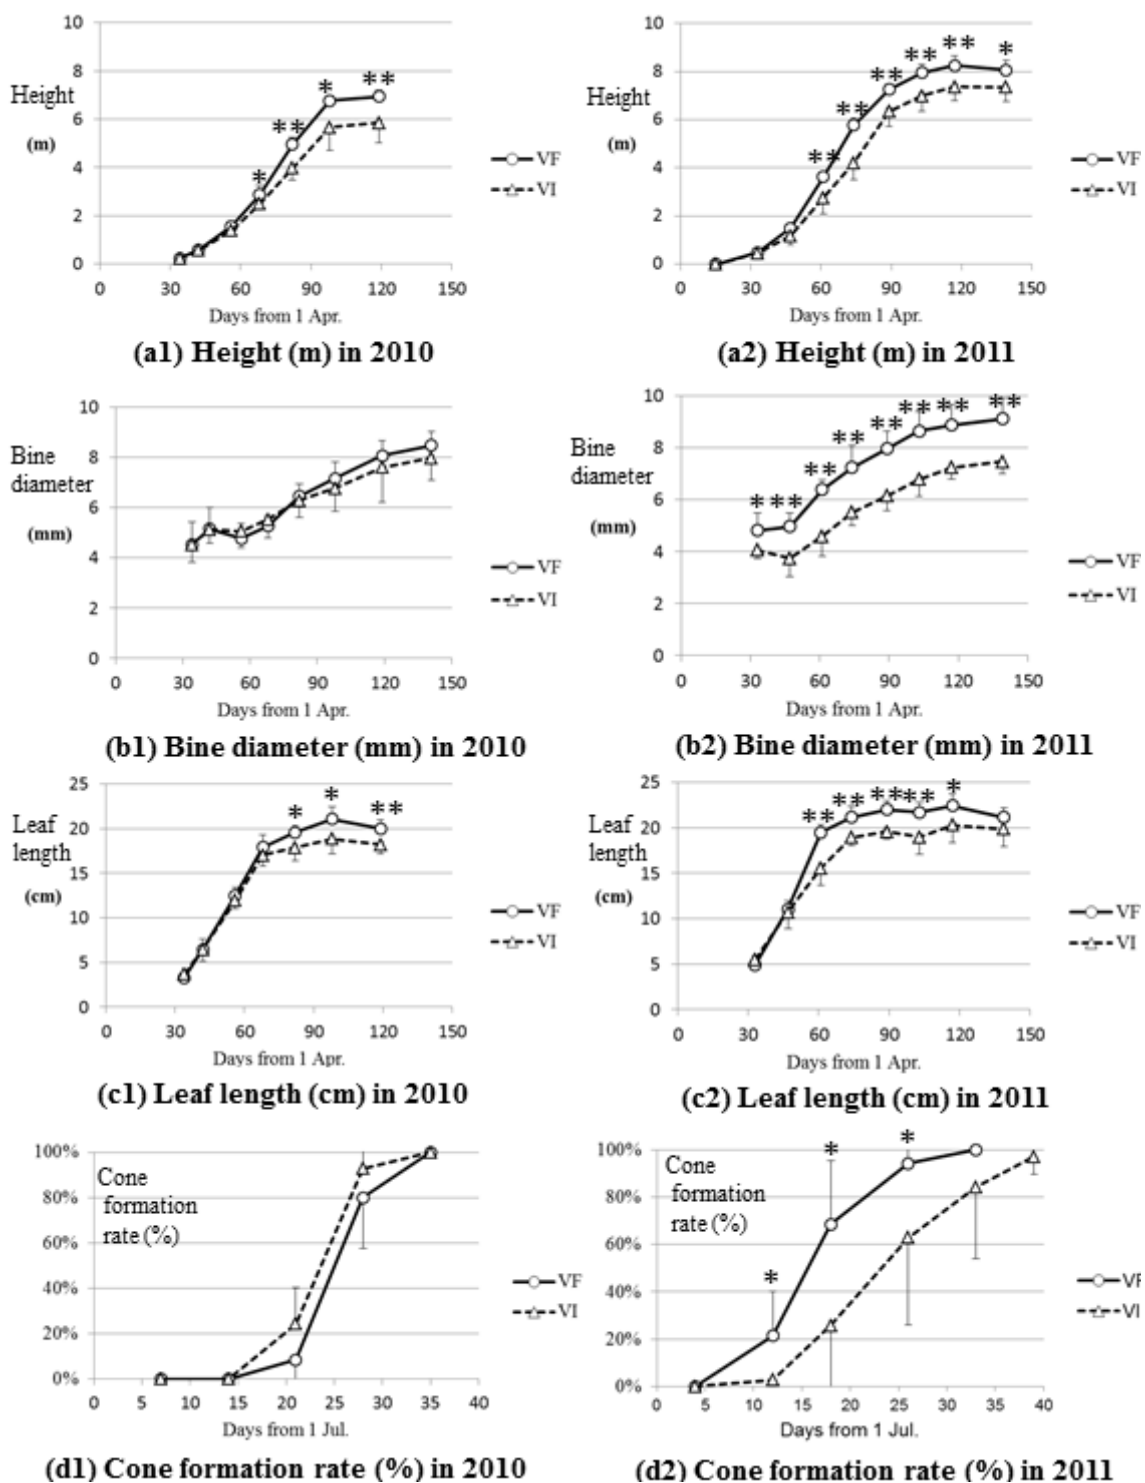 10
8
6
4
2
0
Height
(m)
* ** * **
VF
VI
0 30 60 90 120 150
Days from 1 Apr.
(a1) Height (m) in 2010
10
8
6
4
2
0
Height
(m)
** ** ** ** ** *
VF
VI
0 30 60 90 120 150
Days from 1 Apr.
(a2) Height (m) in 2011
10
8
6
4
2
0
Bine
diameter
(mm)
VF
VI
0 30 60 90 120 150
Days from 1 Apr.
(b1) Bine diameter (mm) in 2010
10
8
6
4
2
0
Bine
diameter
(mm)
* *** ** ** ** ** ** **
VF
VI
0 30 60 90 120 150
Days from 1 Apr.
(b2) Bine diameter (mm) in 2011
25
20
15
10
5
0
Leaf
length
(cm)
* * **
VF
VI
0 30 60 90 120 150
Days from 1 Apr.
(c1) Leaf length (cm) in 2010
25
20
15
10
5
0
Leaf
length
(cm)
** ** ** ** *
VF
VI
0 30 60 90 120 150
Days from 1 Apr.
(c2) Leaf length (cm) in 2011
100%
80%
60%
40%
20%
0%
Cone
formation
rate (%)
VF
VI
0 5 10 15 20 25 30 35 40
Days from 1 Jul.
(d1) Cone formation rate (%) in 2010
100%
80%
60%
40%
20%
0%
Cone
formation
rate (%)
* * *
VF
VI
0 5 10 15 20 25 30 35 40
Days from 1 Jul.
(d2) Cone formation rate (%) in 2011